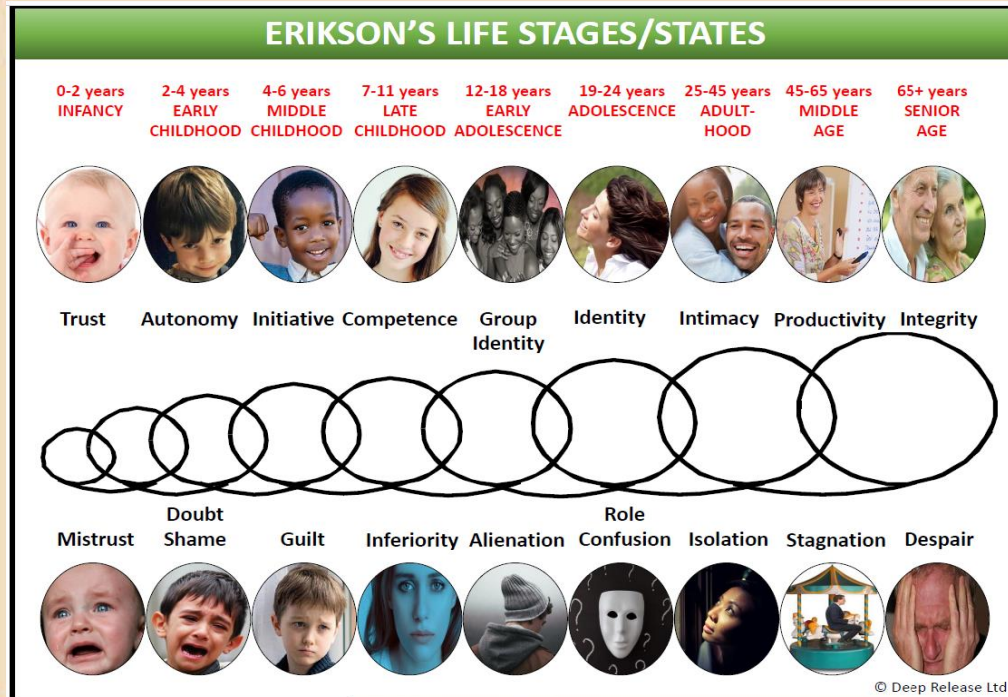 ERIKSON'S LIFE STAGES/STATES
0-2 years
INFANCY
2-4 years
EARLY
CHILDHOOD
4-6 years
MIDDLE
CHILDHOOD
7-11 years
LATE
CHILDHOOD
12-18 years
EARLY
ADOLESCENCE
19-24 years
ADOLESCENCE
25-45 years
ADULT-
HOOD
45-65 years
MIDDLE
AGE
65+ years
SENIOR
AGE
Trust
Autonomy
Initiative
Competence
Group
Identity
Identity
Intimacy
Productivity
Integrity
Mistrust
Doubt
Shame
Guilt
Inferiority
Alienation
Role
Confusion
Isolation
Stagnation
Despair
© Deep Release Ltd